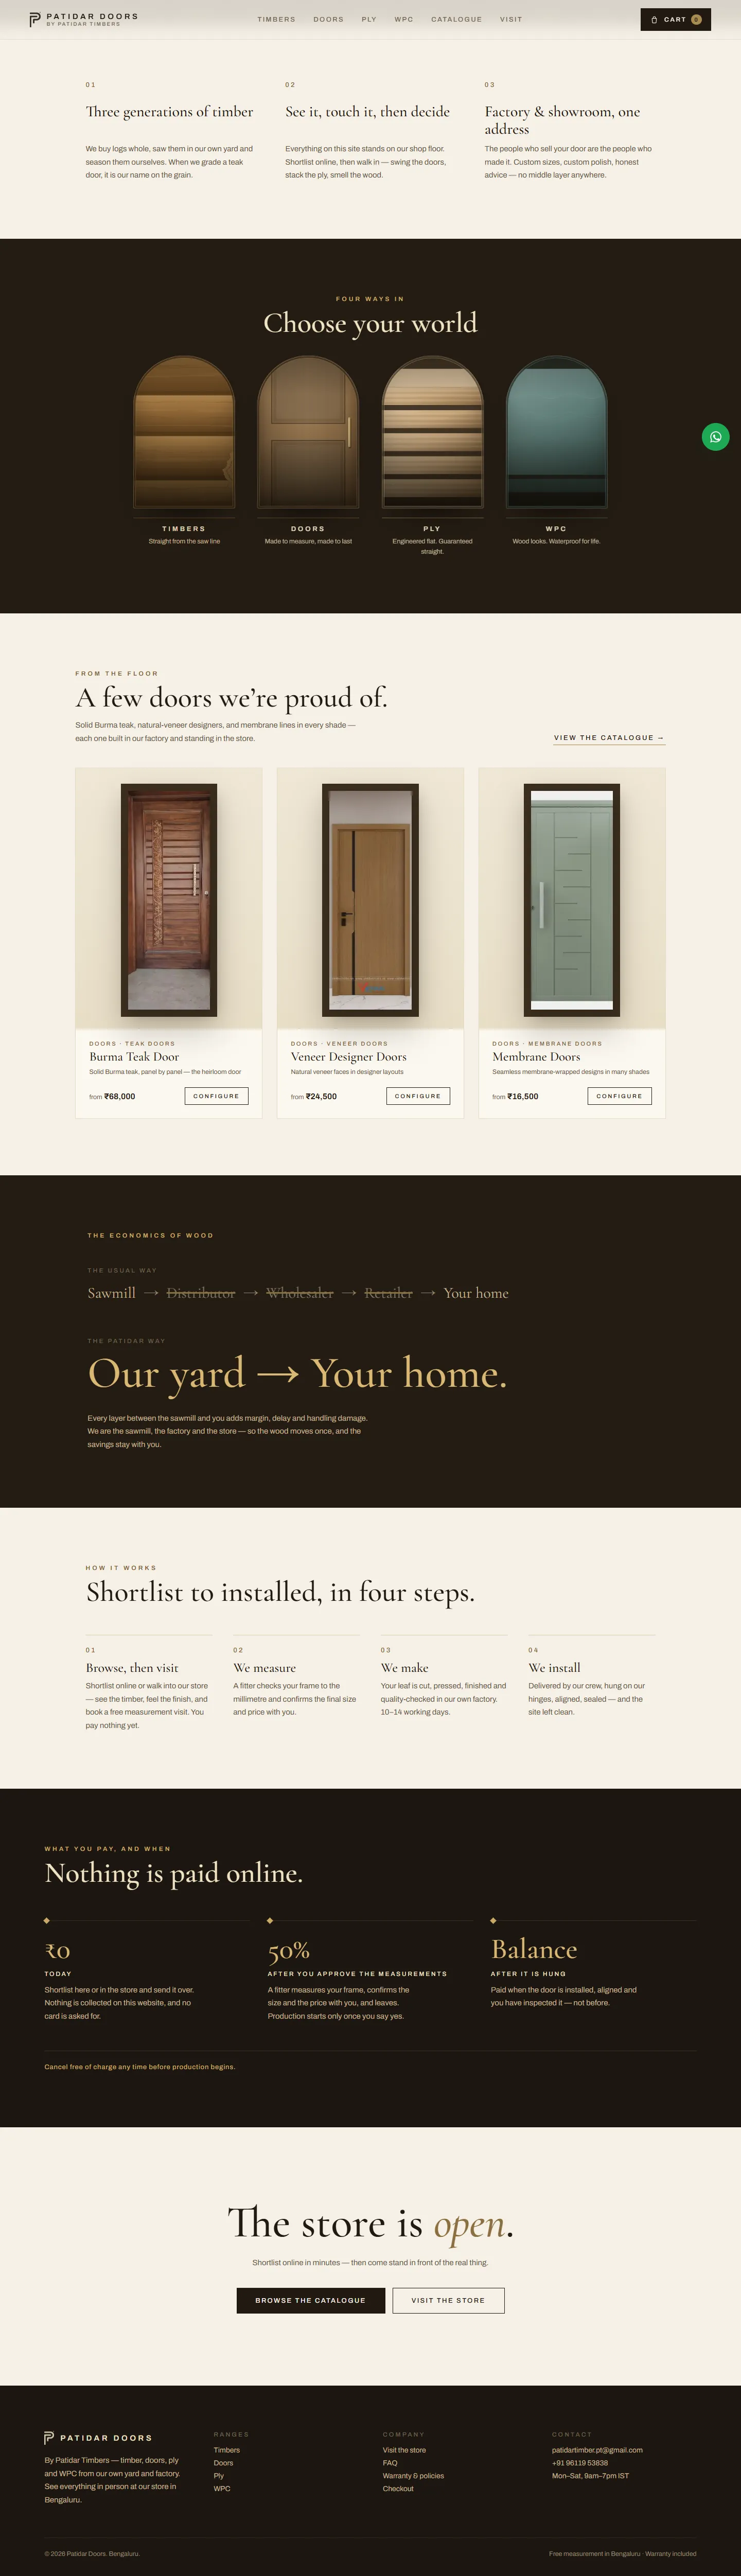 PATIDAR DOORS
BY PATIDAR TIMBERS
TIMBERS
DOORS
PLY
WPC
CATALOGUE
VISIT
CART
01
Three generations of timber
We buy logs whole, saw them in our own yard and
season them ourselves. When we grade a teak
door, it is our name on the grain.
02
See it, touch it, then decide
Everything on this site stands on our shop floor.
Shortlist online, then walk in — swing the doors,
stack the ply, smell the wood.
03
Factory & showroom, one
address
The people who sell your door are the people who
made it. Custom sizes, custom polish, honest
advice — no middle layer anywhere.
FOUR WAYS IN
Choose your world
TIMBERS
Straight from the saw line
DOORS
Made to measure, made to last
PLY
Engineered flat. Guaranteed
straight.
WPC
Wood looks. Waterproof for life.
FROM THE FLOOR
A few doors we’re proud of.
Solid Burma teak, natural-veneer designers, and membrane lines in every shade —
each one built in our factory and standing in the store.
VIEW THE CATALOGUE →
DOORS · TEAK DOORS
Burma Teak Door
Solid Burma teak, panel by panel — the heirloom door
from ₹68,000
CONFIGURE
DOORS · VENEER DOORS
Veneer Designer Doors
Natural veneer faces in designer layouts
from ₹24,500
CONFIGURE
DOORS · MEMBRANE DOORS
Membrane Doors
Seamless membrane-wrapped designs in many shades
from ₹16,500
CONFIGURE
THE ECONOMICS OF WOOD
THE USUAL WAY
Sawmill → Distributor → Wholesaler → Retailer → Your home
THE PATIDAR WAY
Our yard → Your home.
Every layer between the sawmill and you adds margin, delay and handling damage.
We are the sawmill, the factory and the store — so the wood moves once, and the
savings stay with you.
HOW IT WORKS
Shortlist to installed, in four steps.
01
Browse, then visit
Shortlist online or walk into our store
— see the timber, feel the finish, and
book a free measurement visit. You
pay nothing yet.
02
We measure
A fitter checks your frame to the
millimetre and confirms the final size
and price with you.
03
We make
Your leaf is cut, pressed, finished and
quality-checked in our own factory.
10–14 working days.
04
We install
Delivered by our crew, hung on our
hinges, aligned, sealed — and the
site left clean.
WHAT YOU PAY, AND WHEN
Nothing is paid online.
₹0
TODAY
Shortlist here or in the store and send it over.
Nothing is collected on this website, and no
card is asked for.
50%
AFTER YOU APPROVE THE MEASUREMENTS
A fitter measures your frame, confirms the
size and the price with you, and leaves.
Production starts only once you say yes.
Balance
AFTER IT IS HUNG
Paid when the door is installed, aligned and
you have inspected it — not before.
Cancel free of charge any time before production begins.
The store is open.
Shortlist online in minutes — then come stand in front of the real thing.
BROWSE THE CATALOGUE
VISIT THE STORE
PATIDAR DOORS
By Patidar Timbers — timber, doors, ply
and WPC from our own yard and factory.
See everything in person at our store in
Bengaluru.
RANGES
Timbers
Doors
Ply
WPC
COMPANY
Visit the store
FAQ
Warranty & policies
Checkout
CONTACT
patidartimber.pt@gmail.com
+91 96119 53838
Mon–Sat, 9am–7pm IST
© 2026 Patidar Doors. Bengaluru.
Free measurement in Bengaluru · Warranty included